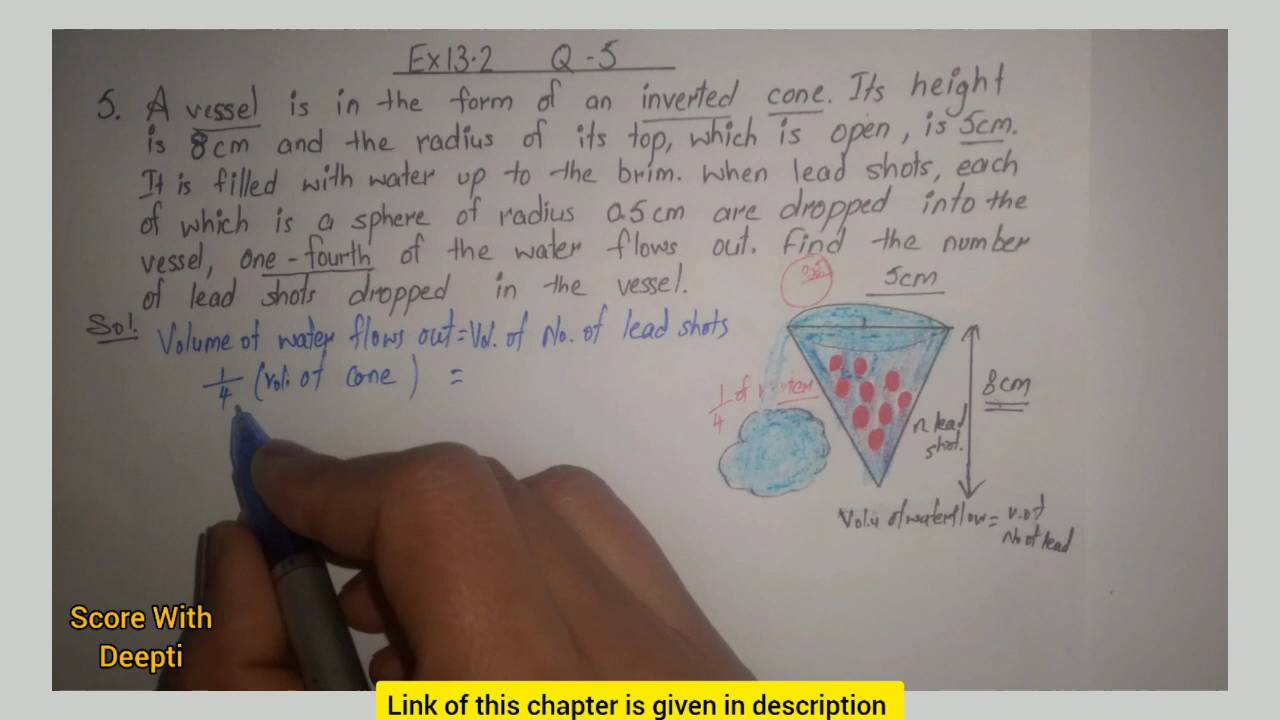 Ex 13.2 Q-5
5. A vessel is in the form of an inverted cone. Its height
is 8cm and the radius of its top, which is open, is 5cm.
It is filled with water up to the brim. When lead shots, each
of which is a sphere of radius 0.5cm are dropped into the
vessel, one-fourth of the water flows out. Find the number
of lead shots dropped in the vessel.
Sol. Volume of water flows out = Vol. of No. of lead shots
1/4 (vol. of cone) =
5cm
8cm
1/4 of water
n lead
shot.
Volu of waterflow = v.of
No of lead
Score With
Deepti
Link of this chapter is given in description